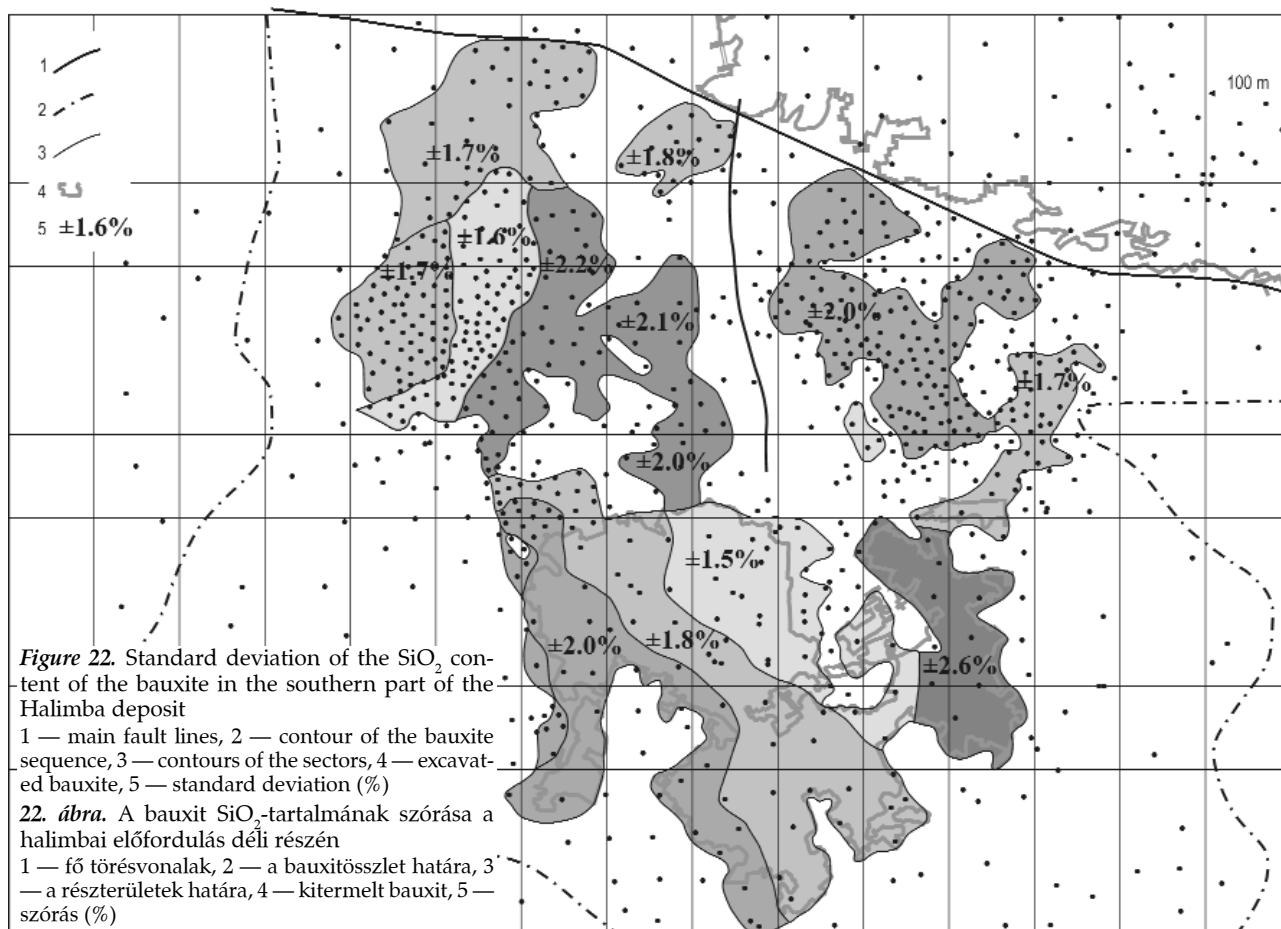 1
2
3
4
5 ±1.6%
100 m
±1.7%
±1.8%
±1.6%
±1.7%
±2.2%
±2.1%
±2.0%
±1.7%
±2.0%
±1.5%
±2.0%
±1.8%
±2.6%
Figure 22. Standard deviation of the SiO₂ con-
tent of the bauxite in the southern part of the
Halimba deposit
1 — main fault lines, 2 — contour of the bauxite
sequence, 3 — contours of the sectors, 4 — excavat-
ed bauxite, 5 — standard deviation (%)
22. ábra. A bauxit SiO₂-tartalmának szórása a
halimbai előfordulás déli részén
1 — fő törésvonalak, 2 — a bauxitösszlet határa, 3
— a részterületek határa, 4 — kitermelt bauxit, 5 —
szórás (%)